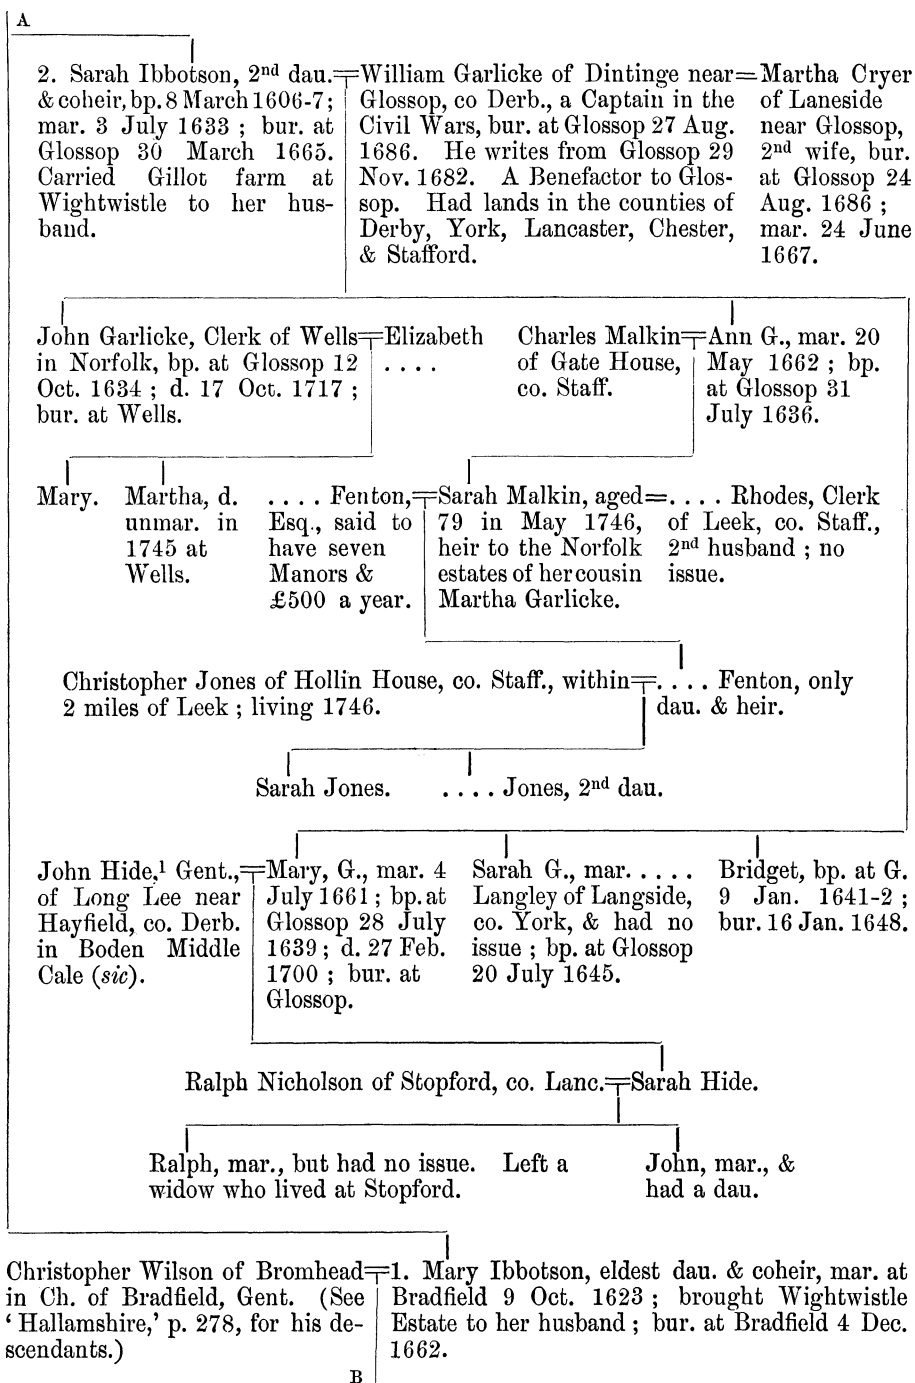 A
2. Sarah Ibbotson, 2nd dau.
& coheir, bp. 8 March 1606-7;
mar. 3 July 1633 ; bur. at
Glossop 30 March 1665.
Carried Gillot farm at
Wightwistle to her hus-
band.
William Garlicke of Dintinge near
Glossop, co Derb., a Captain in the
Civil Wars, bur. at Glossop 27 Aug.
1686. He writes from Glossop 29
Nov. 1682. A Benefactor to Glos-
sop. Had lands in the counties of
Derby, York, Lancaster, Chester,
& Stafford.
Martha Cryer
of Laneside
near Glossop,
2nd wife, bur.
at Glossop 24
Aug. 1686 ;
mar. 24 June
1667.
John Garlicke, Clerk of Wells
in Norfolk, bp. at Glossop 12
Oct. 1634 ; d. 17 Oct. 1717 ;
bur. at Wells.
Elizabeth
. . . .
Charles Malkin
of Gate House,
co. Staff.
Ann G., mar. 20
May 1662 ; bp.
at Glossop 31
July 1636.
Mary.
Martha, d.
unmar. in
1745 at
Wells.
. . . . Fenton,
Esq., said to
have seven
Manors &
£500 a year.
Sarah Malkin, aged
79 in May 1746,
heir to the Norfolk
estates of her cousin
Martha Garlicke.
. . . . Rhodes, Clerk
of Leek, co. Staff.,
2nd husband ; no
issue.
Christopher Jones of Hollin House, co. Staff., within
2 miles of Leek ; living 1746.
. . . . Fenton, only
dau. & heir.
Sarah Jones.
. . . . Jones, 2nd dau.
John Hide,1 Gent.,
of Long Lee near
Hayfield, co. Derb.
in Boden Middle
Cale (sic).
Mary, G., mar. 4
July 1661 ; bp. at
Glossop 28 July
1639 ; d. 27 Feb.
1700 ; bur. at
Glossop.
Sarah G., mar. . . . .
Langley of Langside,
co. York, & had no
issue ; bp. at Glossop
20 July 1645.
Bridget, bp. at G.
9 Jan. 1641-2 ;
bur. 16 Jan. 1648.
Ralph Nicholson of Stopford, co. Lanc.
Sarah Hide.
Ralph, mar., but had no issue. Left a
widow who lived at Stopford.
John, mar., &
had a dau.
Christopher Wilson of Bromhead
in Ch. of Bradfield, Gent. (See
‘ Hallamshire,’ p. 278, for his de-
scendants.)
1. Mary Ibbotson, eldest dau. & coheir, mar. at
Bradfield 9 Oct. 1623 ; brought Wightwistle
Estate to her husband ; bur. at Bradfield 4 Dec.
1662.
B